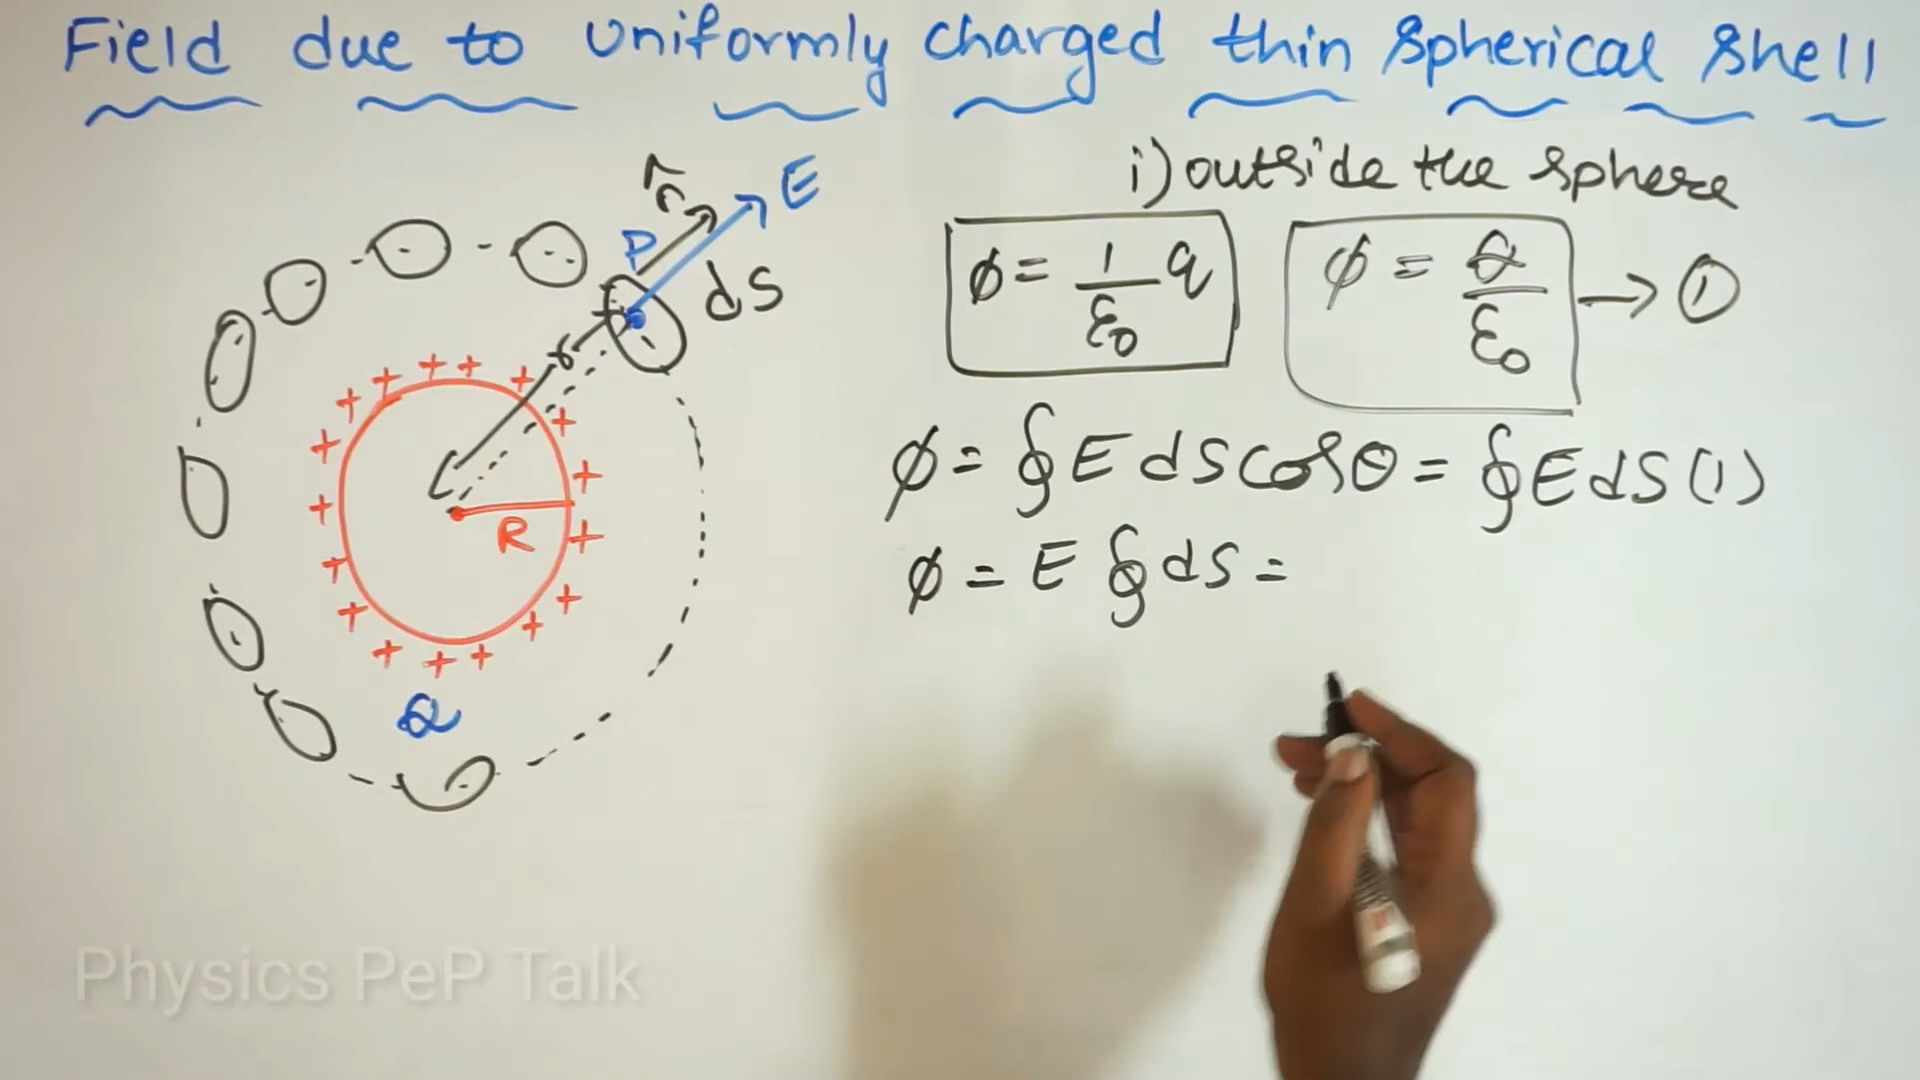 Field due to uniformly charged thin spherical shell
i) outside the sphere
r̂
E
P
dS
r
R
Q
φ = 1/ε₀ q
φ = Q/ε₀ → ①
φ = ∮ E dS cosθ = ∮ E dS (1)
φ = E ∮ dS =
Physics PeP Talk